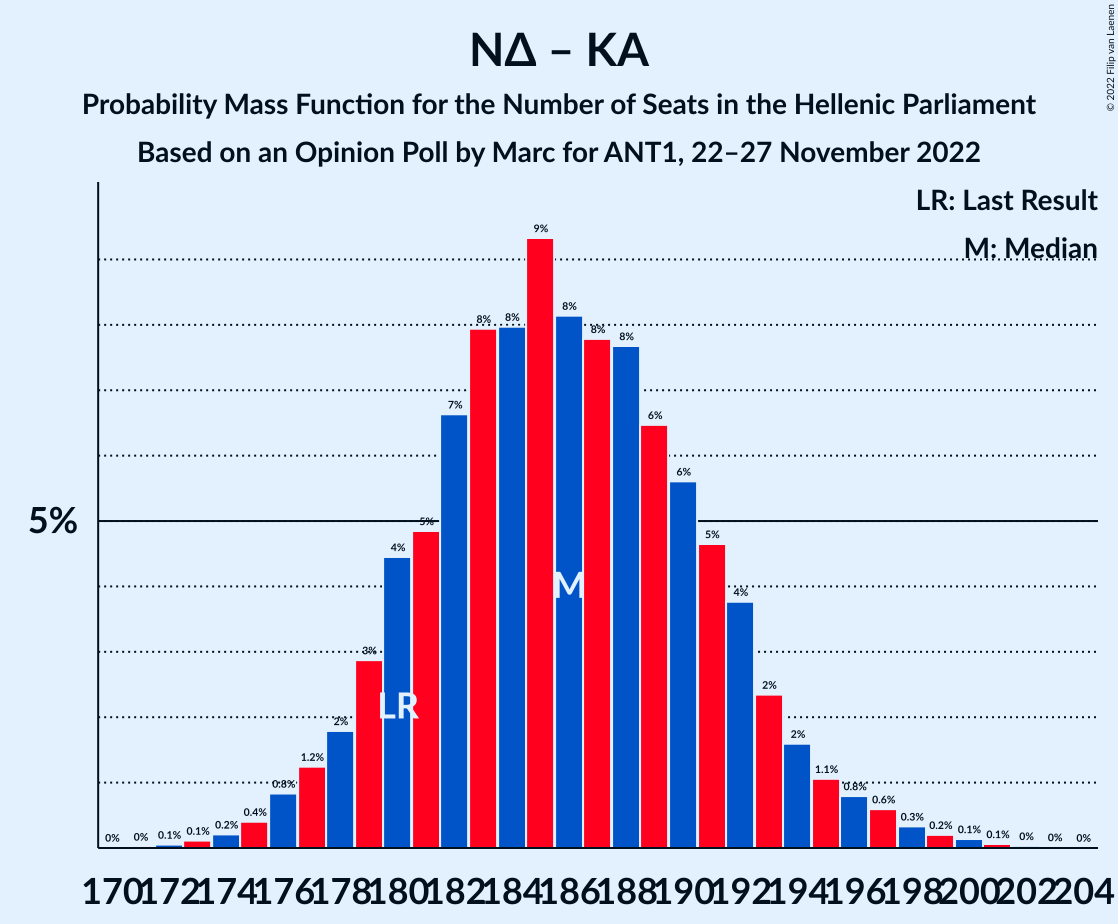 ΝΔ – ΚΑ
Probability Mass Function for the Number of Seats in the Hellenic Parliament
Based on an Opinion Poll by Marc for ANT1, 22–27 November 2022
© 2022 Filip van Laenen
LR: Last Result
M: Median
5%
0% 0% 0.1% 0.1% 0.2% 0.4% 0.8% 1.2% 2% 3% 4% 5% 7% 8% 8% 9% 8% 8% 8% 6% 6% 5% 4% 2% 2% 1.1% 0.8% 0.6% 0.3% 0.2% 0.1% 0.1% 0% 0% 0%
M
LR
170 172 174 176 178 180 182 184 186 188 190 192 194 196 198 200 202 204